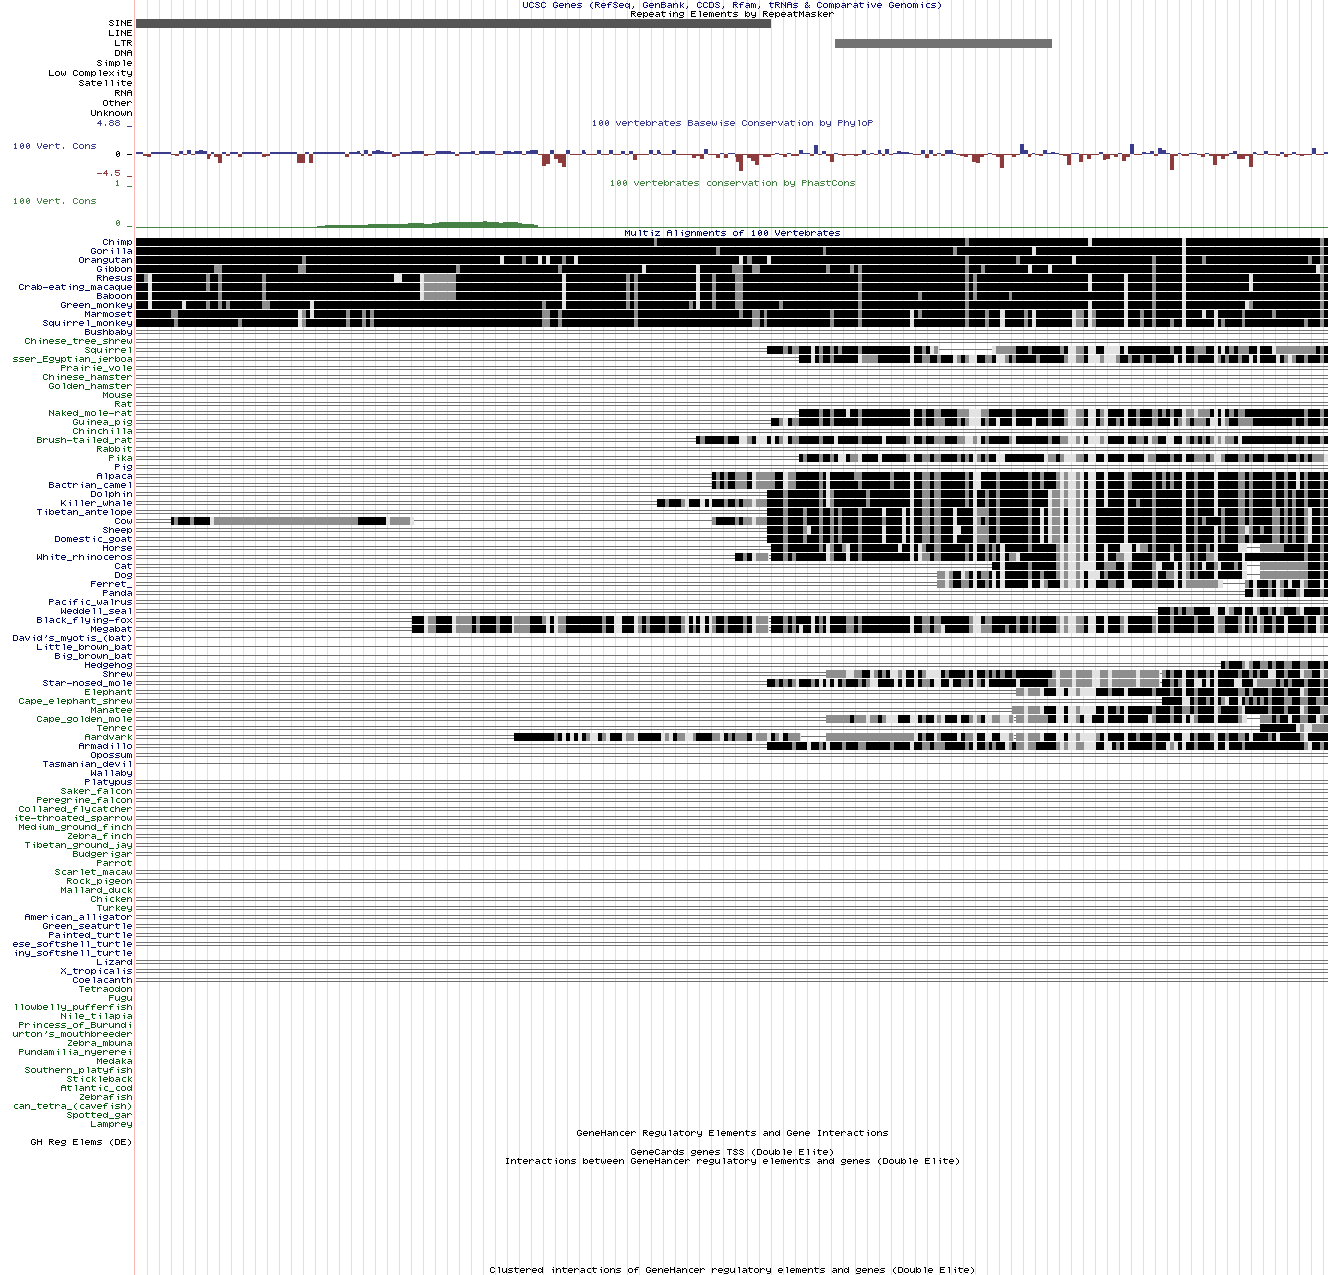 UCSC Genes (RefSeq, GenBank, CCDS, Rfam, tRNAs & Comparative Genomics)
Repeating Elements by RepeatMasker
SINE
LINE
LTR
DNA
Simple
Low Complexity
Satellite
RNA
Other
Unknown
4.88 _
100 vertebrates Basewise Conservation by PhyloP
100 Vert. Cons
0 _
-4.5 _
1 _
100 vertebrates conservation by PhastCons
100 Vert. Cons
0 _
Multiz Alignments of 100 Vertebrates
Chimp
Gorilla
Orangutan
Gibbon
Rhesus
Crab-eating_macaque
Baboon
Green_monkey
Marmoset
Squirrel_monkey
Bushbaby
Chinese_tree_shrew
Squirrel
sser_Egyptian_jerboa
Prairie_vole
Chinese_hamster
Golden_hamster
Mouse
Rat
Naked_mole-rat
Guinea_pig
Chinchilla
Brush-tailed_rat
Rabbit
Pika
Pig
Alpaca
Bactrian_camel
Dolphin
Killer_whale
Tibetan_antelope
Cow
Sheep
Domestic_goat
Horse
White_rhinoceros
Cat
Dog
Ferret_
Panda
Pacific_walrus
Weddell_seal
Black_flying-fox
Megabat
David's_myotis_(bat)
Little_brown_bat
Big_brown_bat
Hedgehog
Shrew
Star-nosed_mole
Elephant
Cape_elephant_shrew
Manatee
Cape_golden_mole
Tenrec
Aardvark
Armadillo
Opossum
Tasmanian_devil
Wallaby
Platypus
Saker_falcon
Peregrine_falcon
Collared_flycatcher
ite-throated_sparrow
Medium_ground_finch
Zebra_finch
Tibetan_ground_jay
Budgerigar
Parrot
Scarlet_macaw
Rock_pigeon
Mallard_duck
Chicken
Turkey
American_alligator
Green_seaturtle
Painted_turtle
ese_softshell_turtle
iny_softshell_turtle
Lizard
X_tropicalis
Coelacanth
Tetraodon
Fugu
llowbelly_pufferfish
Nile_tilapia
Princess_of_Burundi
urton's_mouthbreeder
Zebra_mbuna
Pundamilia_nyererei
Medaka
Southern_platyfish
Stickleback
Atlantic_cod
Zebrafish
can_tetra_(cavefish)
Spotted_gar
Lamprey
GeneHancer Regulatory Elements and Gene Interactions
GH Reg Elems (DE)
GeneCards genes TSS (Double Elite)
Interactions between GeneHancer regulatory elements and genes (Double Elite)
Clustered interactions of GeneHancer regulatory elements and genes (Double Elite)